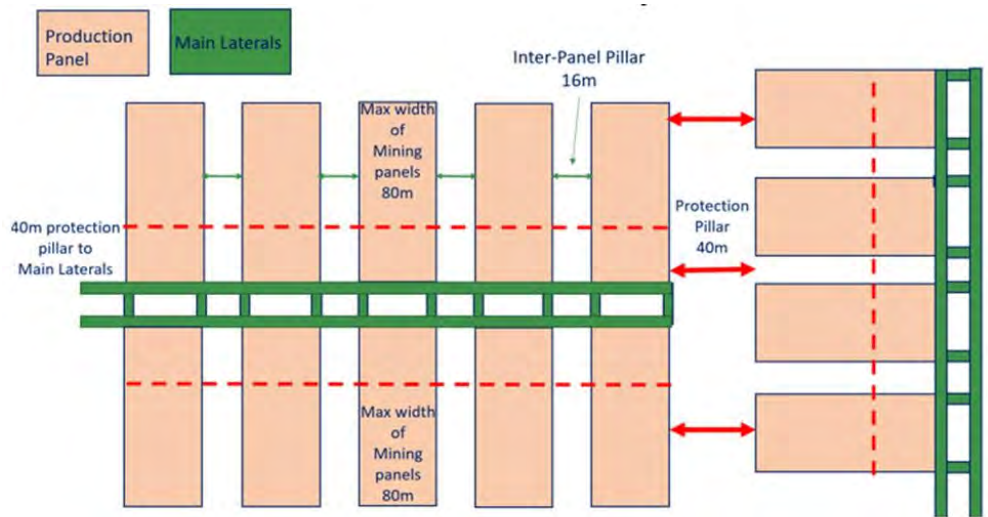 Production
Panel
Main Laterals
Inter-Panel Pillar
16m
Max width
of
Mining
panels
80m
40m protection
pillar to
Main Laterals
Protection
Pillar
40m
Max width
of
Mining
panels
80m